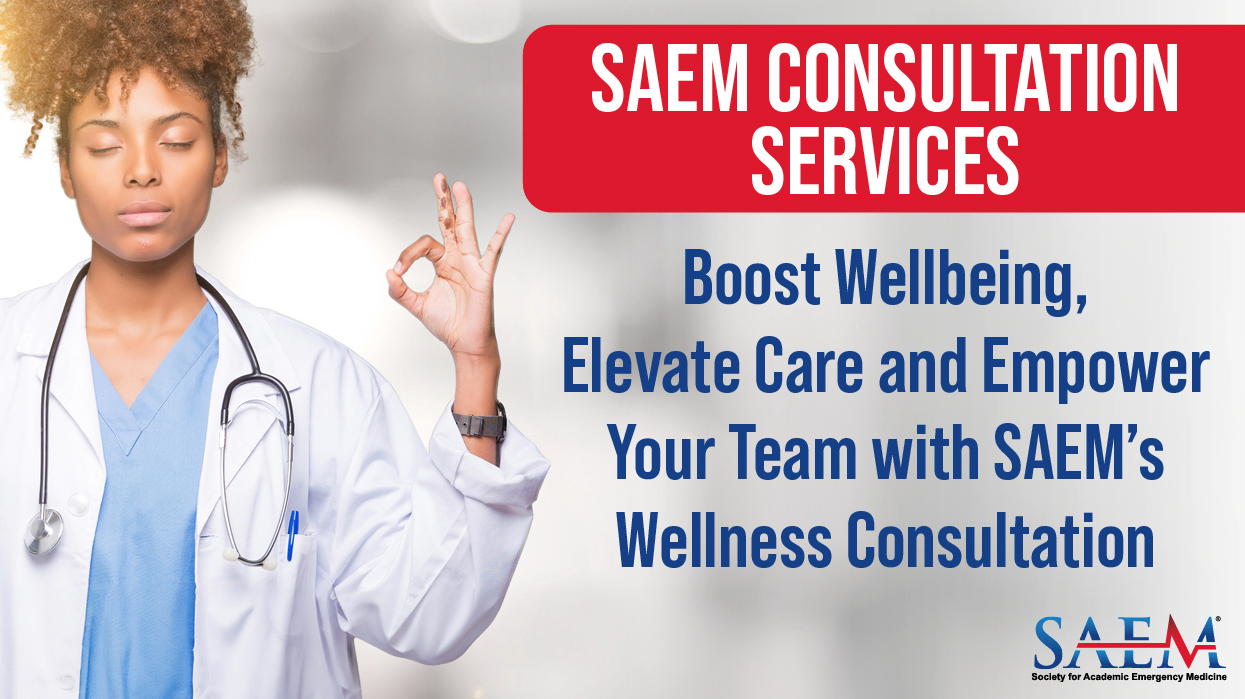 SAEM CONSULTATION
SERVICES
Boost Wellbeing,
Elevate Care and Empower
Your Team with SAEM’s
Wellness Consultation
SAEM®
Society for Academic Emergency Medicine